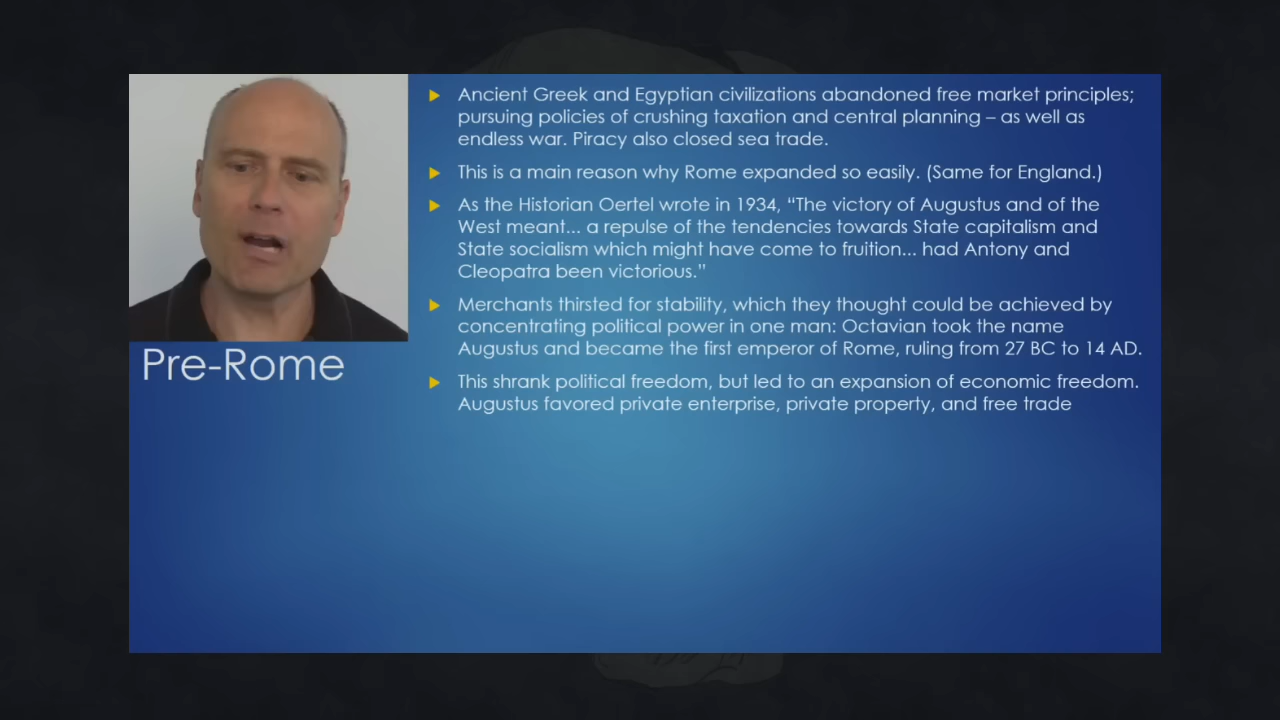 Ancient Greek and Egyptian civilizations abandoned free market principles;
pursuing policies of crushing taxation and central planning – as well as
endless war. Piracy also closed sea trade.
This is a main reason why Rome expanded so easily. (Same for England.)
As the Historian Oertel wrote in 1934, “The victory of Augustus and of the
West meant... a repulse of the tendencies towards State capitalism and
State socialism which might have come to fruition... had Antony and
Cleopatra been victorious.”
Merchants thirsted for stability, which they thought could be achieved by
concentrating political power in one man: Octavian took the name
Augustus and became the first emperor of Rome, ruling from 27 BC to 14 AD.
This shrank political freedom, but led to an expansion of economic freedom.
Augustus favored private enterprise, private property, and free trade
Pre-Rome